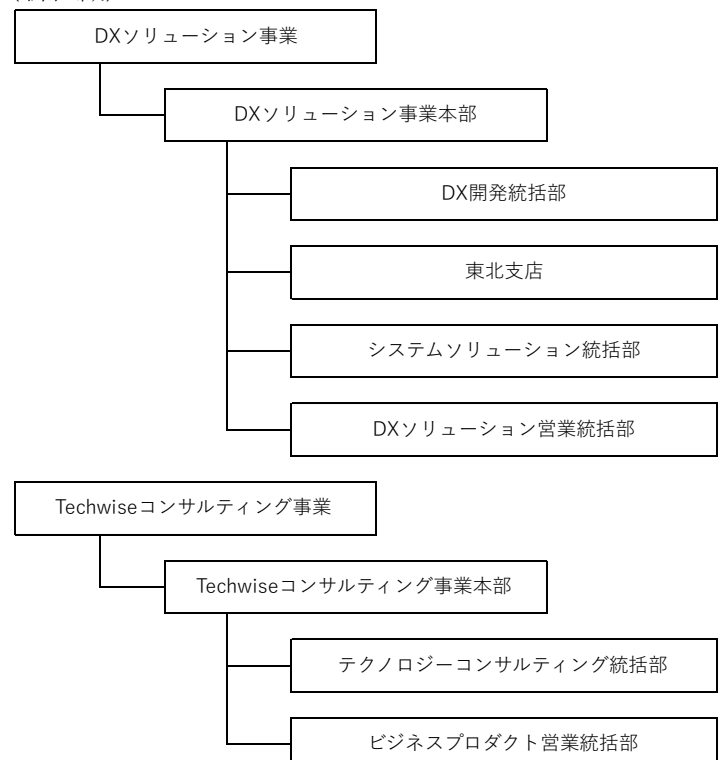 DXソリューション事業
DXソリューション事業本部
DX開発統括部
東北支店
システムソリューション統括部
DXソリューション営業統括部
Techwiseコンサルティング事業
Techwiseコンサルティング事業本部
テクノロジーコンサルティング統括部
ビジネスプロダクト営業統括部